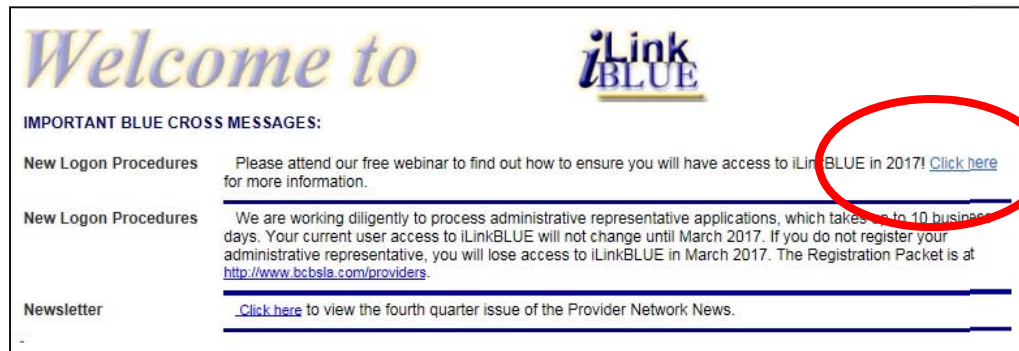 Welcome to iLink BLUE
IMPORTANT BLUE CROSS MESSAGES:
New Logon Procedures Please attend our free webinar to find out how to ensure you will have access to iLinkBLUE in 2017! Click here
for more information.
New Logon Procedures We are working diligently to process administrative representative applications, which takes up to 10 business
days. Your current user access to iLinkBLUE will not change until March 2017. If you do not register your
administrative representative, you will lose access to iLinkBLUE in March 2017. The Registration Packet is at
http://www.bcbsla.com/providers.
Newsletter Click here to view the fourth quarter issue of the Provider Network News.